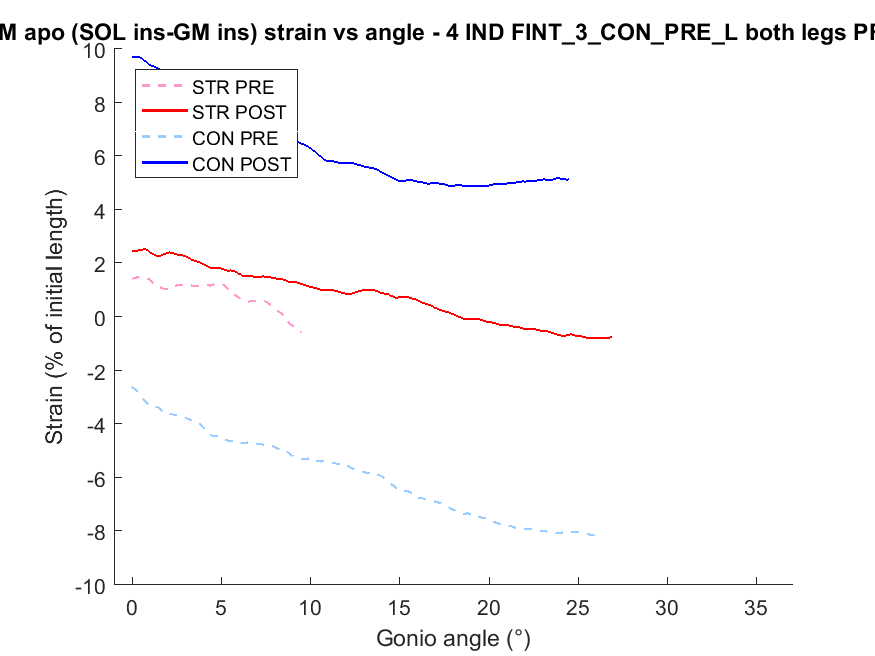 M apo (SOL ins-GM ins) strain vs angle - 4 IND FINT_3_CON_PRE_L both legs PR
10
8
6
4
2
0
-2
-4
-6
-8
-10
Strain (% of initial length)
STR PRE
STR POST
CON PRE
CON POST
0 5 10 15 20 25 30 35
Gonio angle (°)